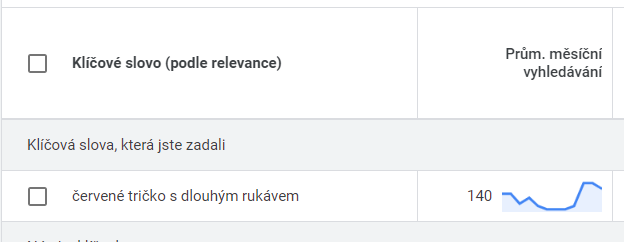 Klíčové slovo (podle relevance)
Prům. měsíční
vyhledávání
Klíčová slova, která jste zadali
červené tričko s dlouhým rukávem
140